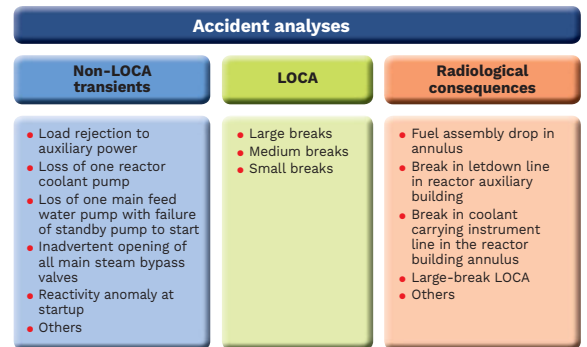 Accident analyses
Non-LOCA
transients
• Load rejection to
auxiliary power
• Loss of one reactor
coolant pump
• Los of one main feed
water pump with failure
of standby pump to start
• Inadvertent opening of
all main steam bypass
valves
• Reactivity anomaly at
startup
• Others
LOCA
• Large breaks
• Medium breaks
• Small breaks
Radiological
consequences
• Fuel assembly drop in
annulus
• Break in letdown line
in reactor auxiliary
building
• Break in coolant
carrying instrument
line in the reactor
building annulus
• Large-break LOCA
• Others